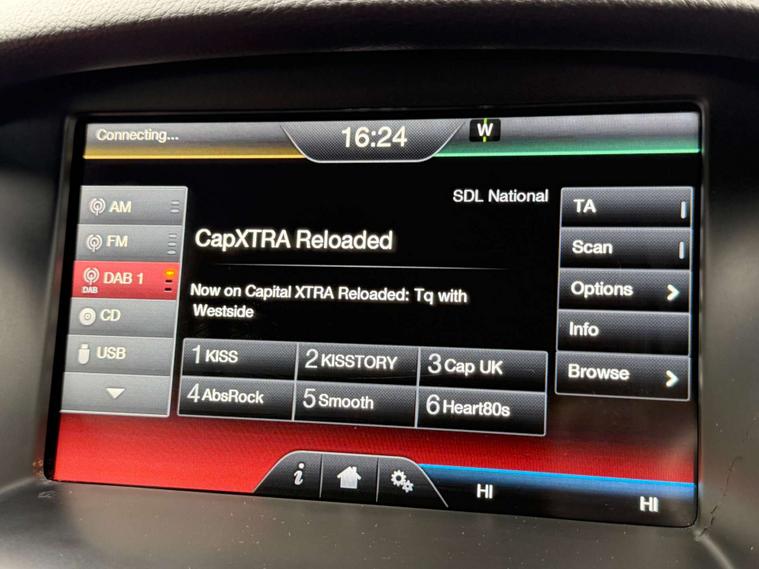 Connecting...
16:24
W
SDL National
AM
FM
DAB 1
DAB
CD
USB
CapXTRA Reloaded
Now on Capital XTRA Reloaded: Tq with
Westside
1 KISS
2 KISSTORY
3 Cap UK
4 AbsRock
5 Smooth
6 Heart80s
TA
Scan
Options
Info
Browse
i
HI
HI